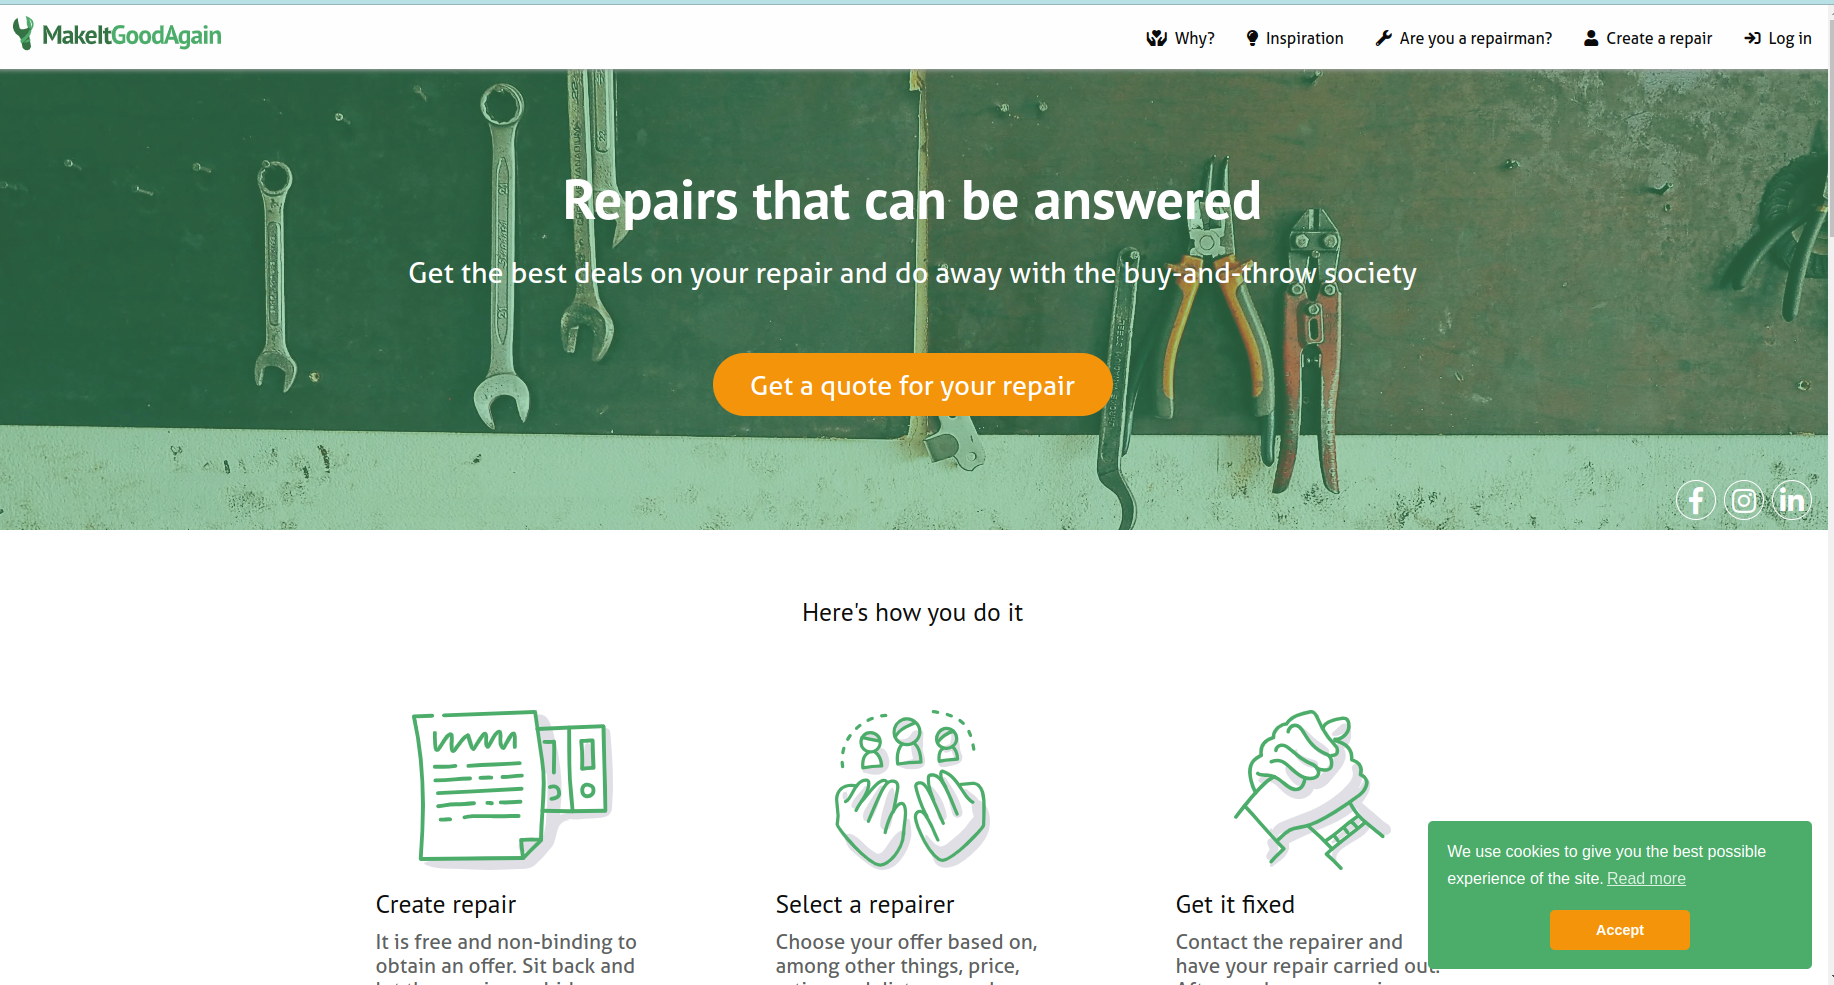 MakeItGoodAgain
Why?
Inspiration
Are you a repairman?
Create a repair
Log in
Repairs that can be answered
Get the best deals on your repair and do away with the buy-and-throw society
Get a quote for your repair
Here's how you do it
Create repair
It is free and non-binding to
obtain an offer. Sit back and
Select a repairer
Choose your offer based on,
among other things, price,
Get it fixed
Contact the repairer and
have your repair carried out.
We use cookies to give you the best possible
experience of the site. Read more
Accept